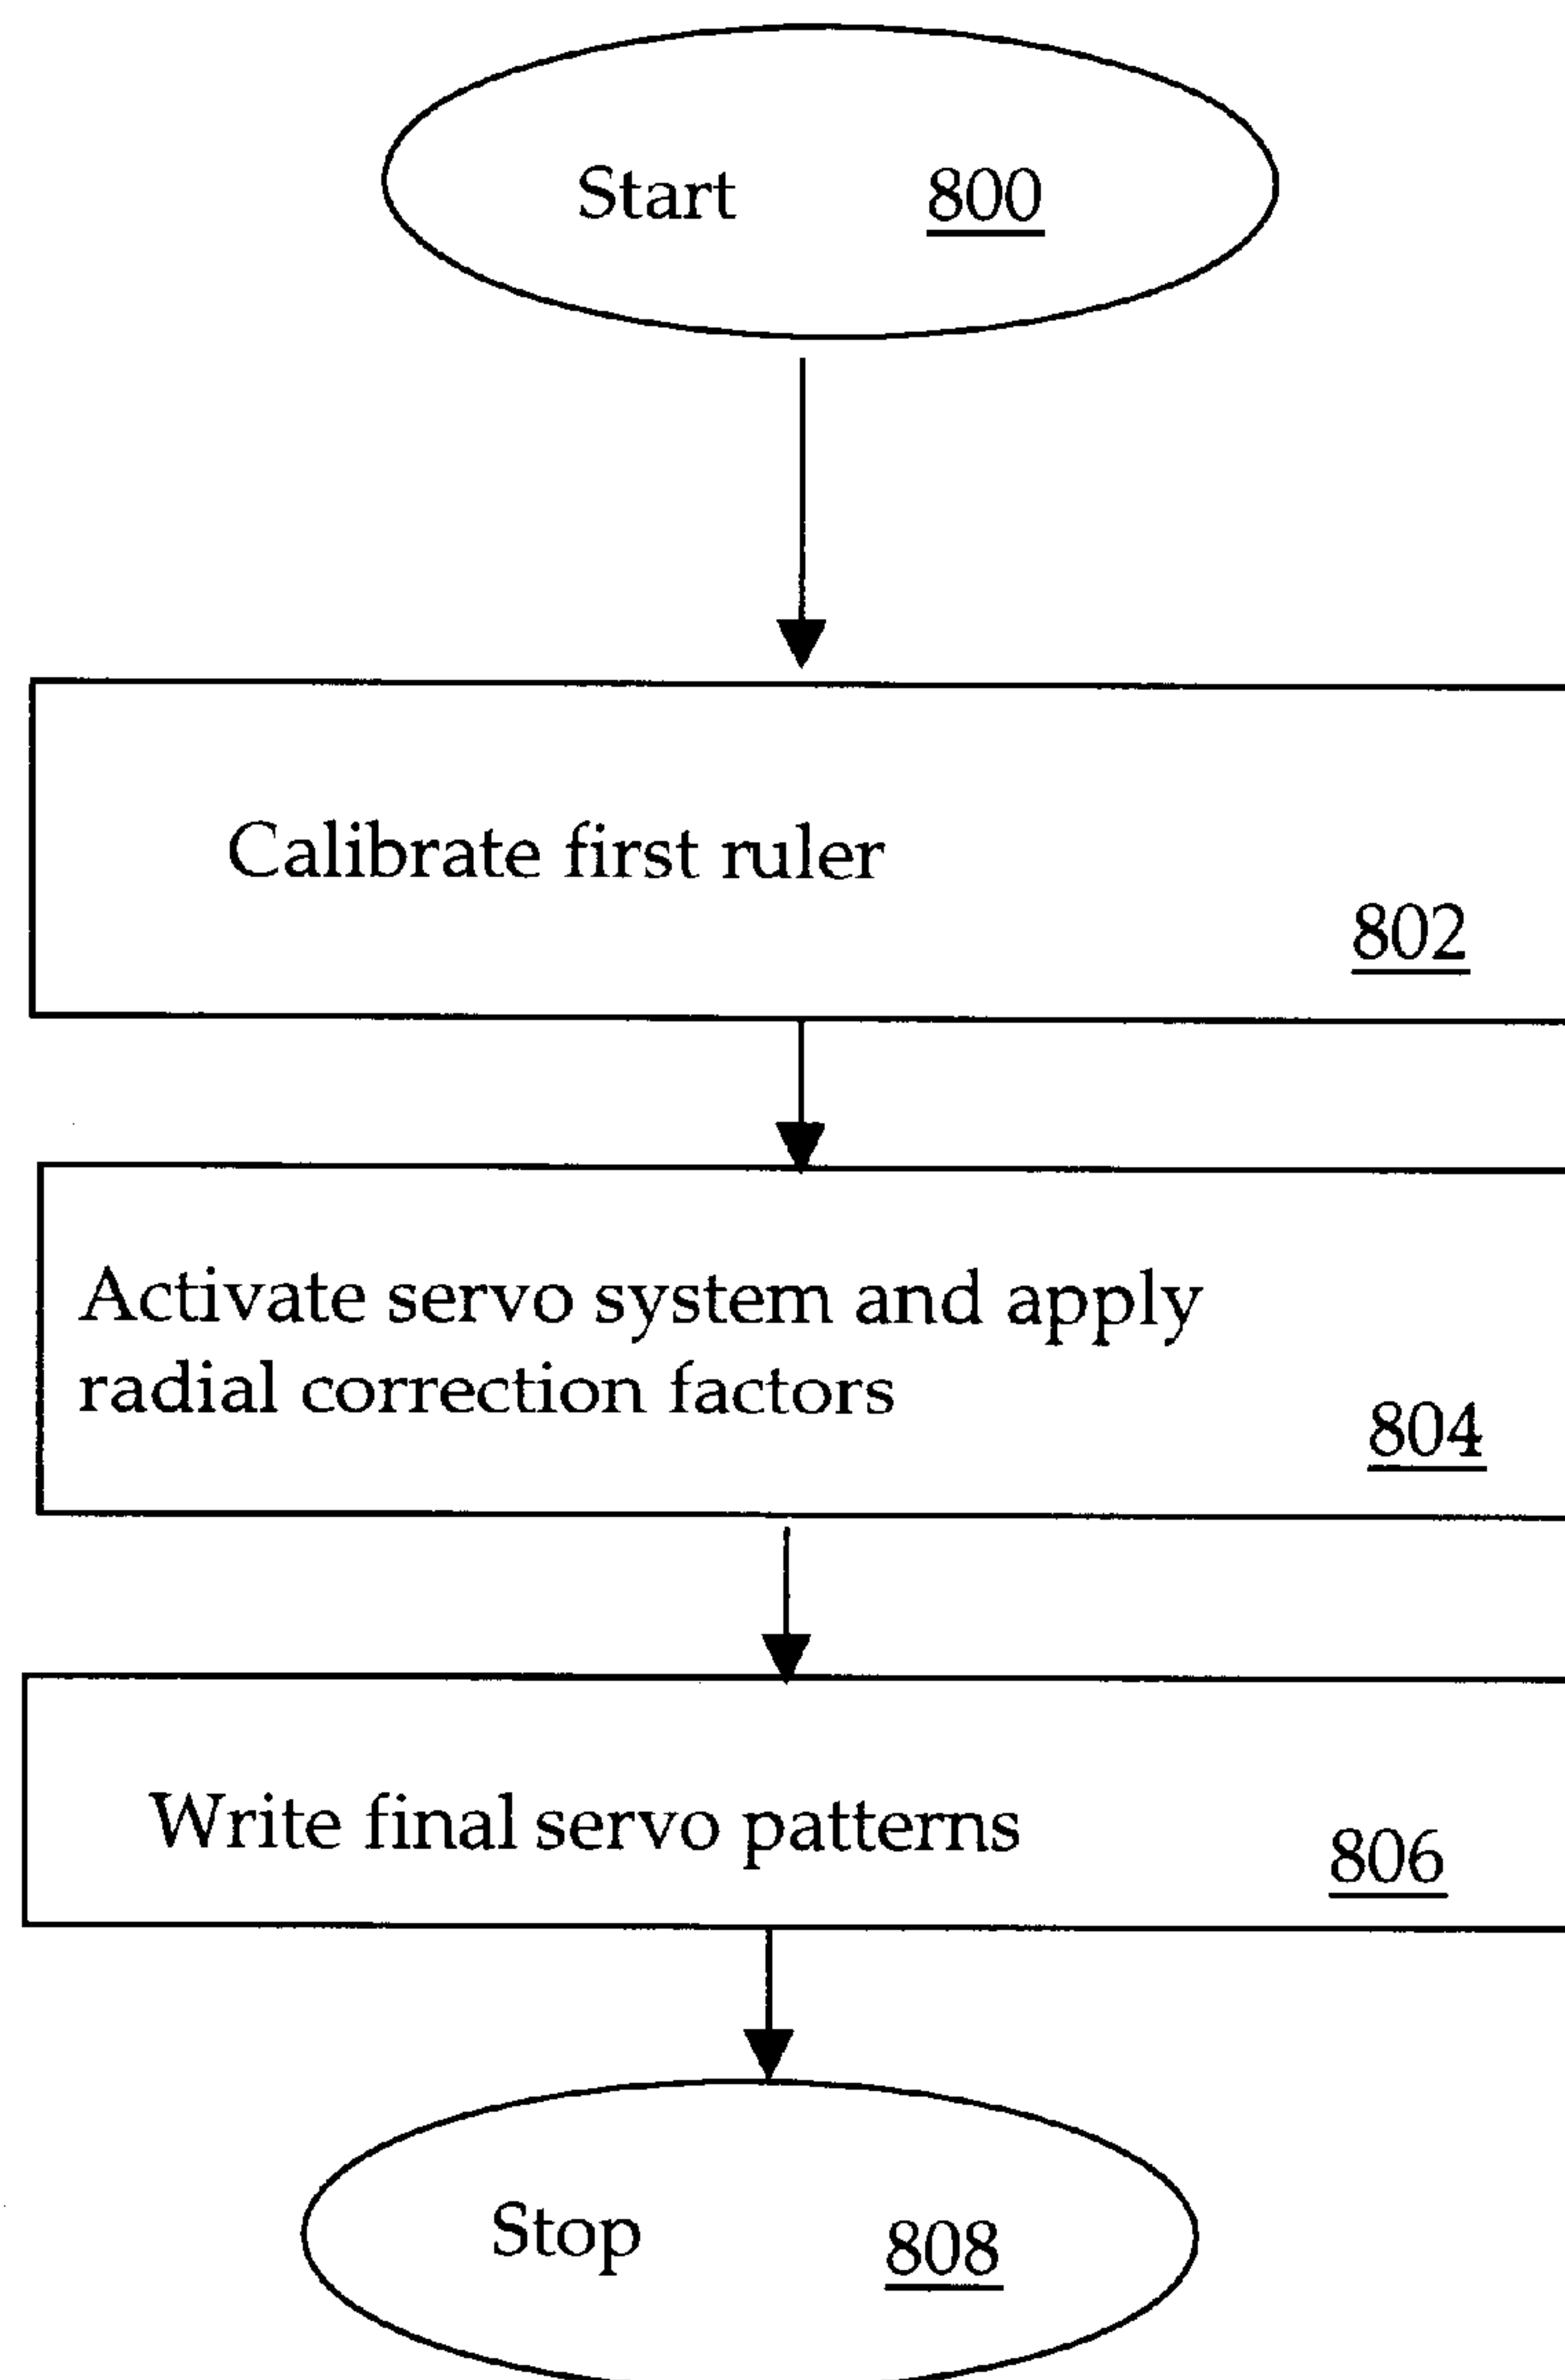 Start 800
Calibrate first ruler
802
Activate servo system and apply
radial correction factors
804
Write final servo patterns
806
Stop 808